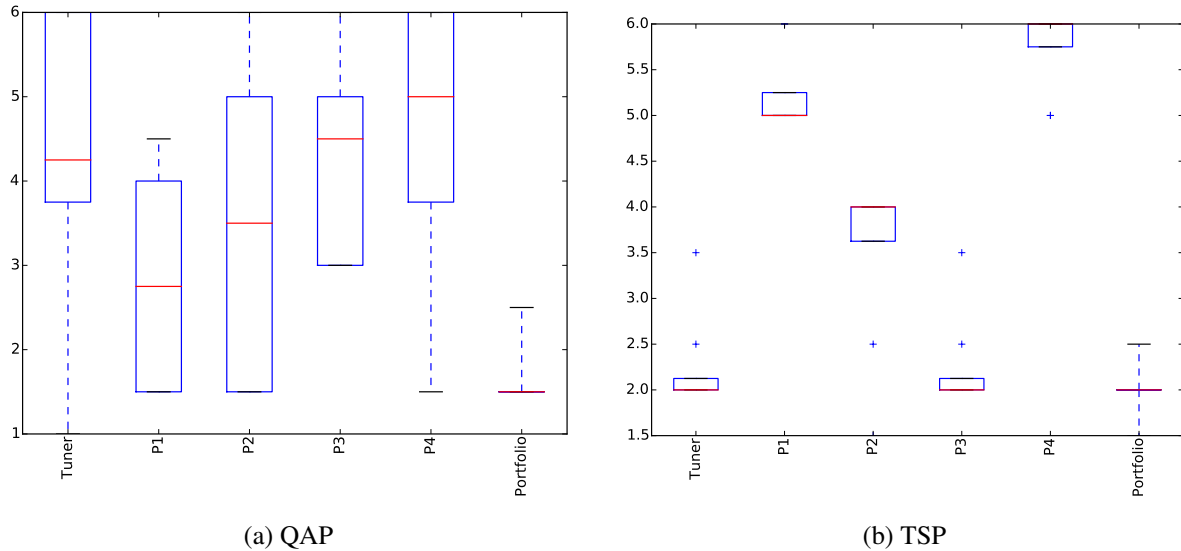 6
5
4
3
2
1
Tuner
P1
P2
P3
P4
Portfolio
(a) QAP
6.0
5.5
5.0
4.5
4.0
3.5
3.0
2.5
2.0
1.5
Tuner
P1
P2
P3
P4
Portfolio
(b) TSP